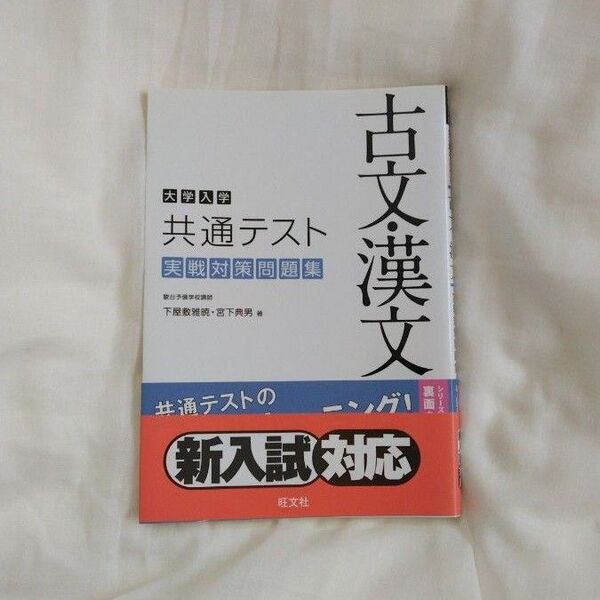 古文・漢文
大学入学
共通テスト
実戦対策問題集
駿台予備学校講師
下屋敷雅暁・宮下典男 著
共通テストの
ニング!
シリーズ
裏面
新入試対応
旺文社